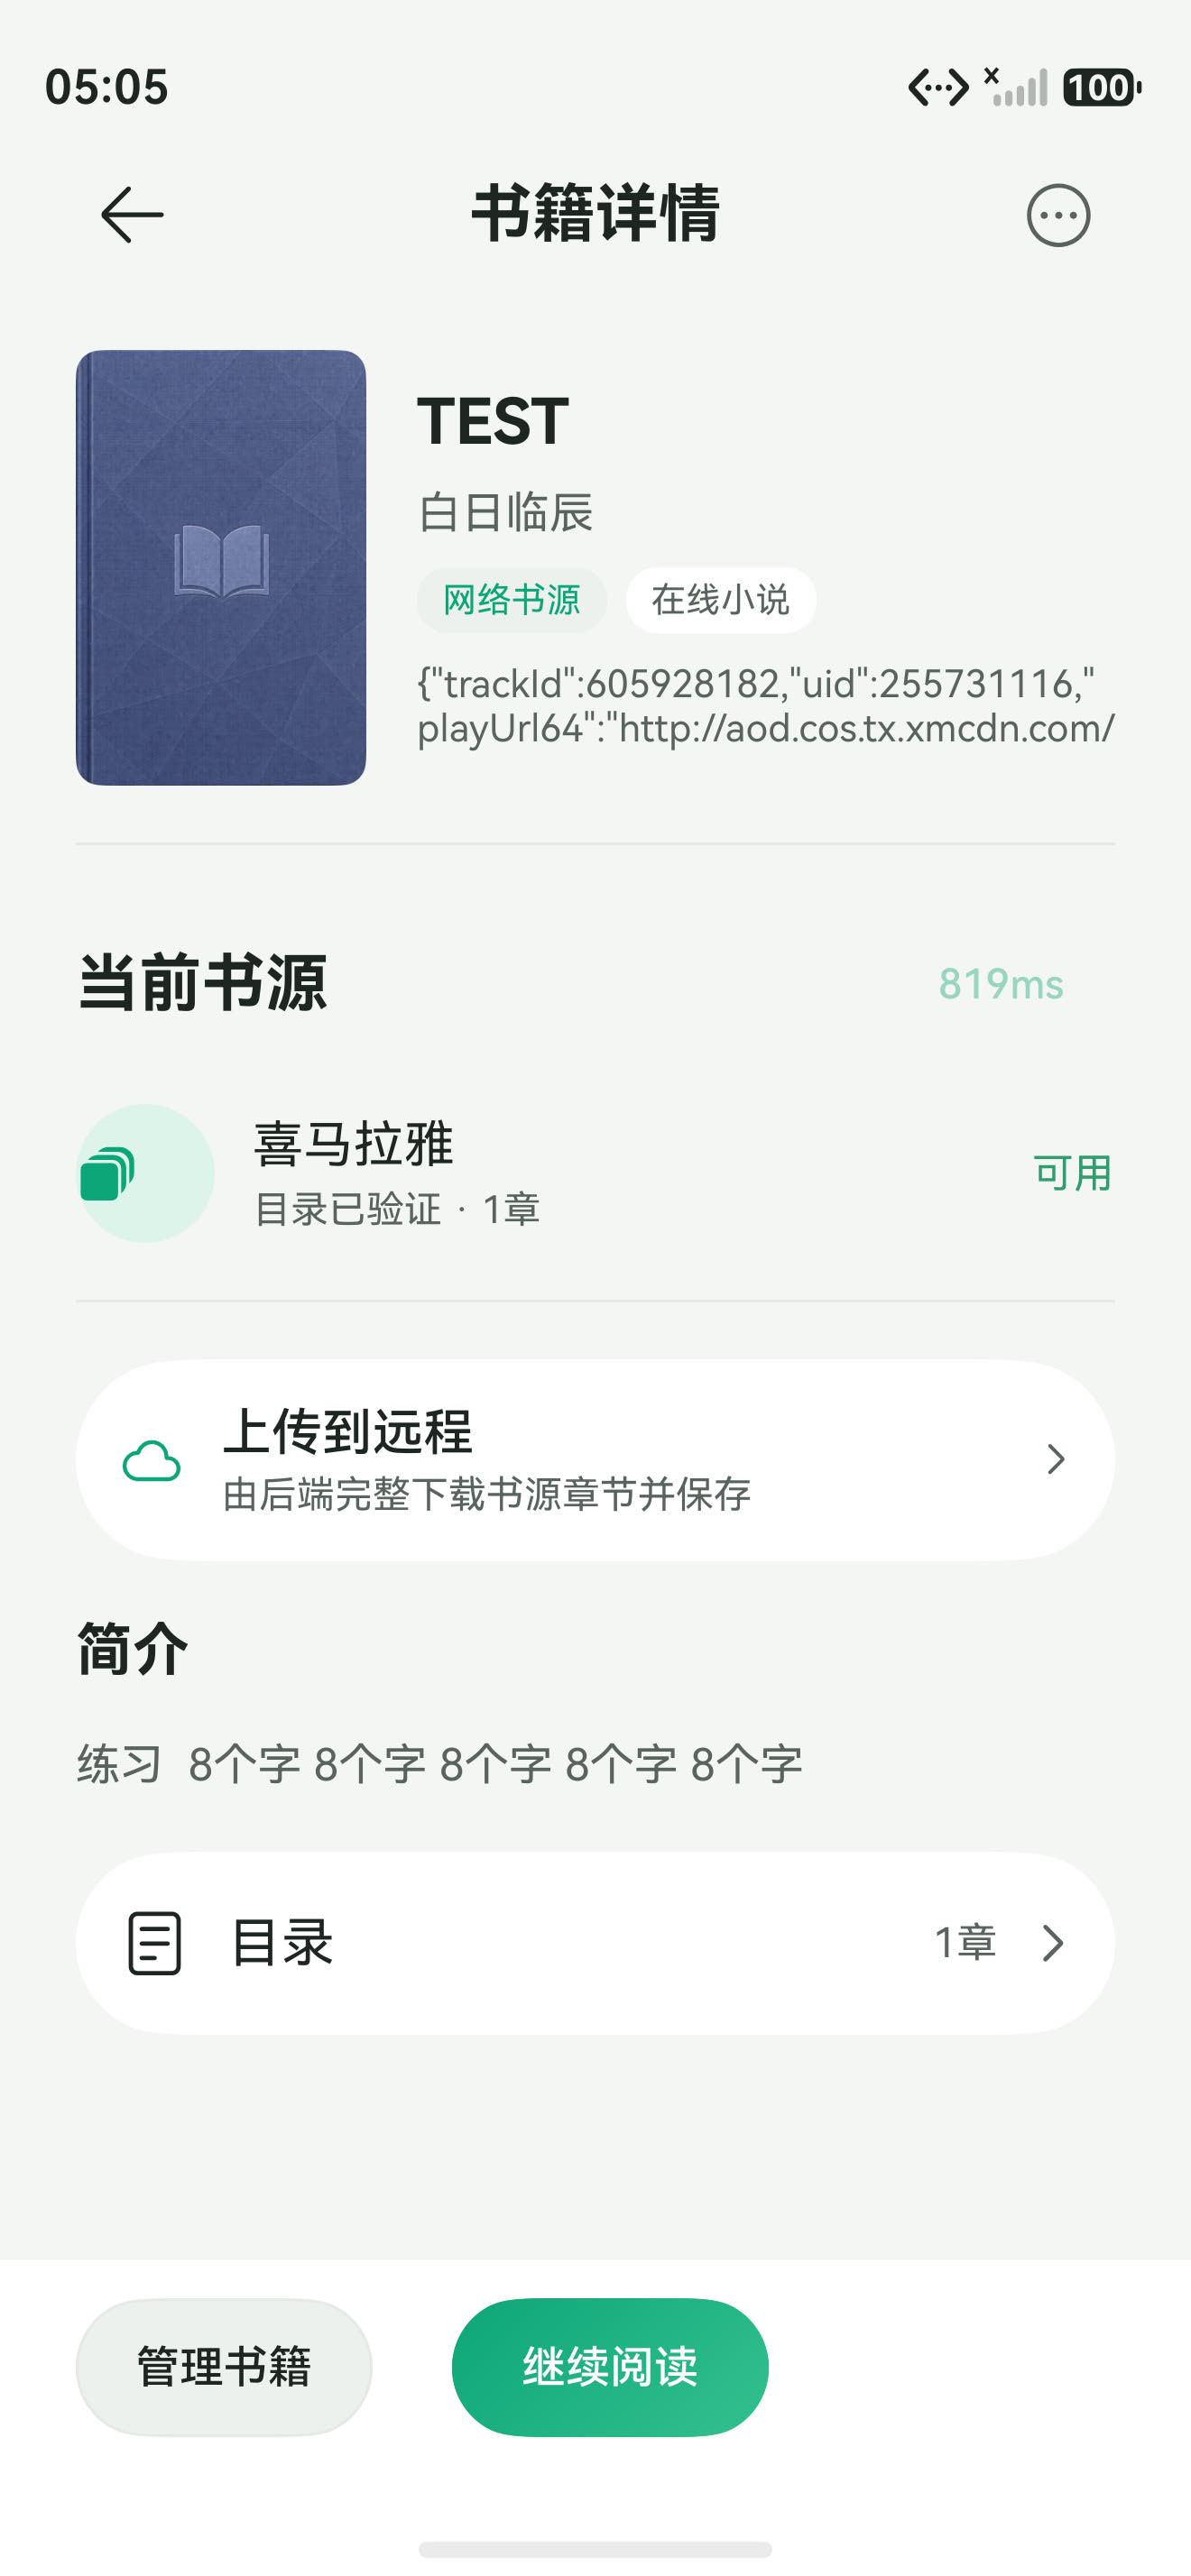 05:05
100
书籍详情
TEST
白日临辰
网络书源 在线小说
{"trackId":605928182,"uid":255731116,"
playUrl64":"http://aod.cos.tx.xmcdn.com/
当前书源 819ms
喜马拉雅
目录已验证 · 1章
可用
上传到远程
由后端完整下载书源章节并保存
简介
练习 8个字 8个字 8个字 8个字 8个字
目录 1章
管理书籍 继续阅读